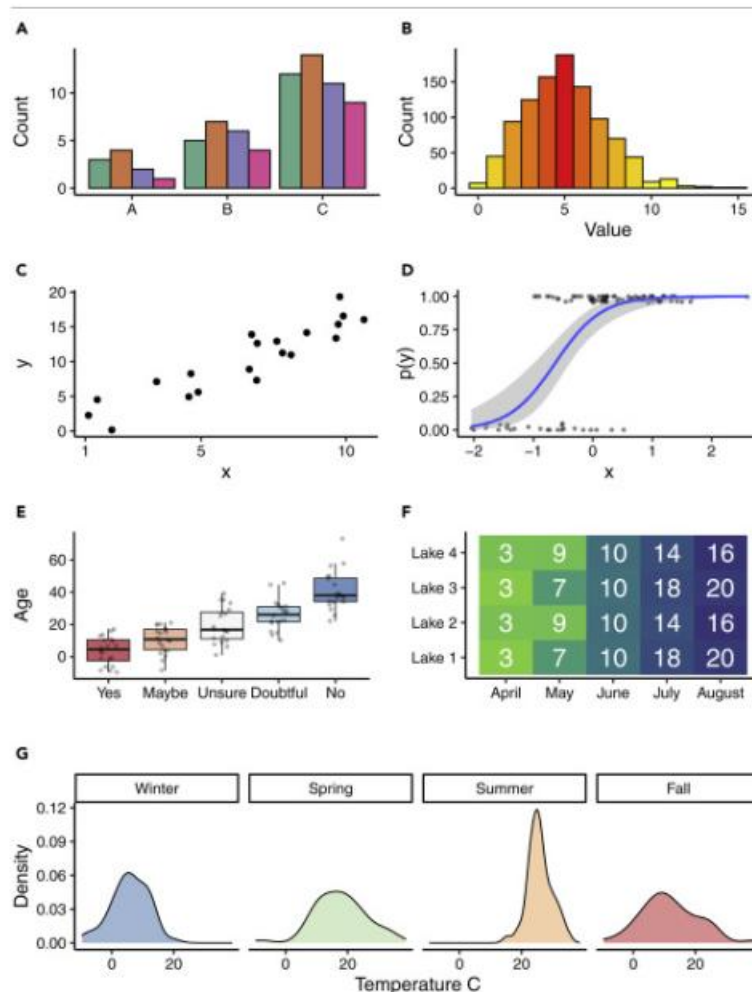 A
Count
10
5
0
A B C
B
Count
150
100
50
0
0 5 10 15
Value
C
y
20
15
10
5
0
1 5 10
x
D
p(y)
1.00
0.75
0.50
0.25
0.00
−2 −1 0 1 2
x
E
Age
60
40
20
0
Yes Maybe Unsure Doubtful No
F
Lake 4 3 9 10 14 16
Lake 3 3 7 10 18 20
Lake 2 3 9 10 14 16
Lake 1 3 7 10 18 20
April May June July August
G
Winter Spring Summer Fall
Density
0.12
0.09
0.06
0.03
0.00
0 20 0 20 0 20 0 20
Temperature C